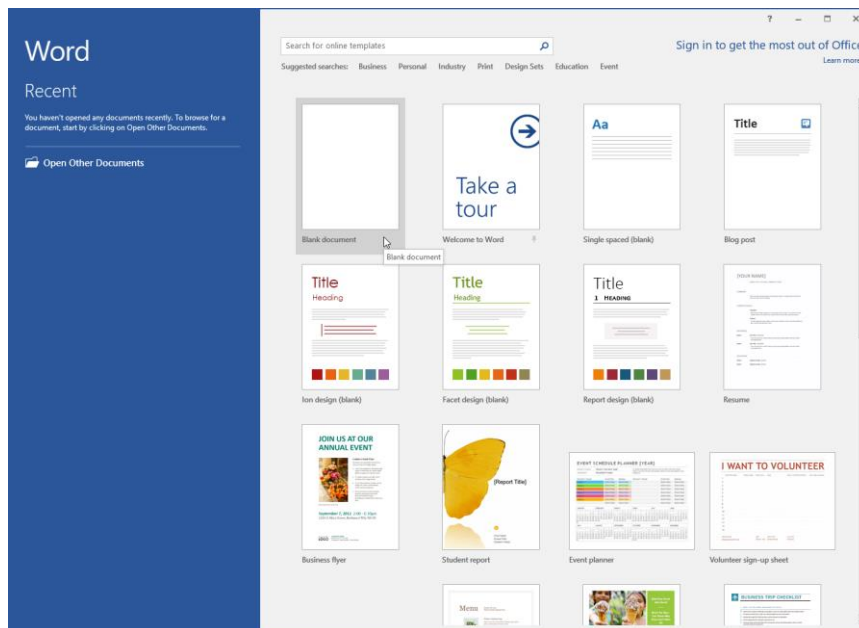 Word
Recent
You haven't opened any documents recently. To browse for a
document, start by clicking on Open Other Documents.
Open Other Documents
?
Search for online templates
Sign in to get the most out of Office
Learn more
Suggested searches: Business Personal Industry Print Design Sets Education Event
Take a
tour
Aa
Title
Blank document
Welcome to Word
Single spaced (blank)
Blog post
Blank document
Title
Heading
Title
Heading
Title
1 HEADING
[YOUR NAME]
Ion design (blank)
Facet design (blank)
Report design (blank)
Resume
JOIN US AT OUR
ANNUAL EVENT
[Report Title]
EVENT SCHEDULE PLANNER [YEAR]
I WANT TO VOLUNTEER
Business flyer
Student report
Event planner
Volunteer sign-up sheet
Menu
BUSINESS TRIP CHECKLIST